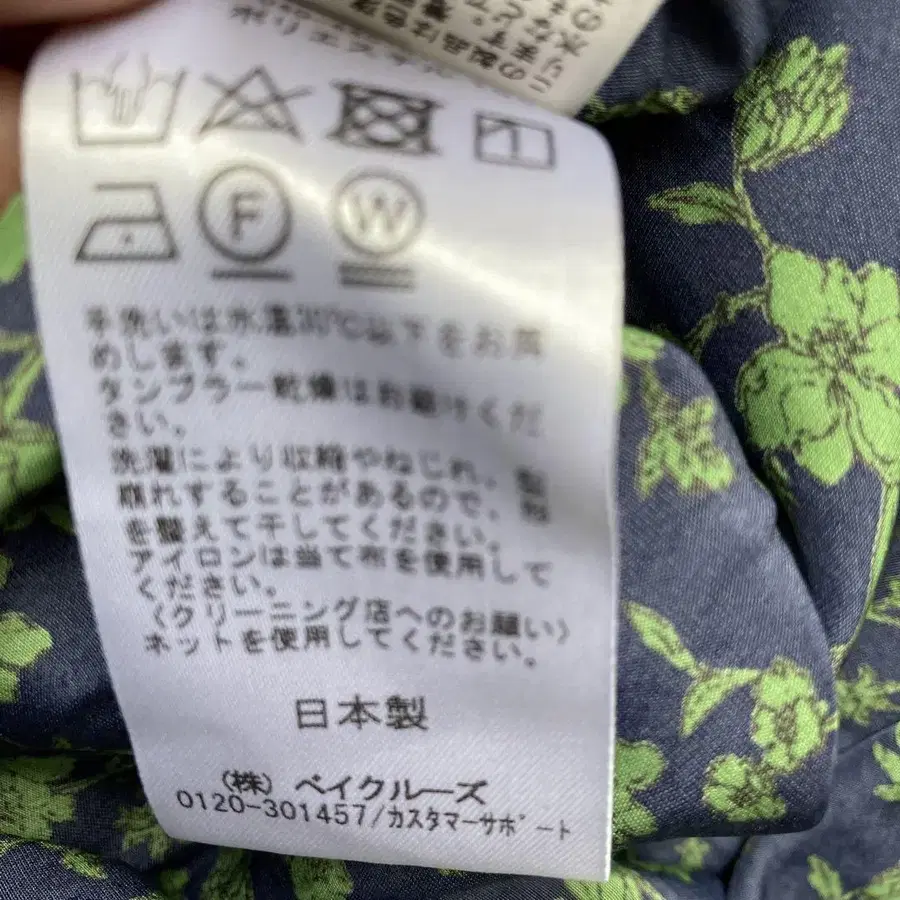 F
W
手洗いは水温30℃以下をお薦
めします。
タンブラー乾燥はお避けくだ
さい。
洗濯により収縮やねじれ、型
崩れすることがあるので、形
を整えて干してください。
アイロンは当て布を使用して
ください。
〈クリーニング店へのお願い〉
ネットを使用してください。
日本製
(株) ベイクルーズ
0120-301457/カスタマーサポート